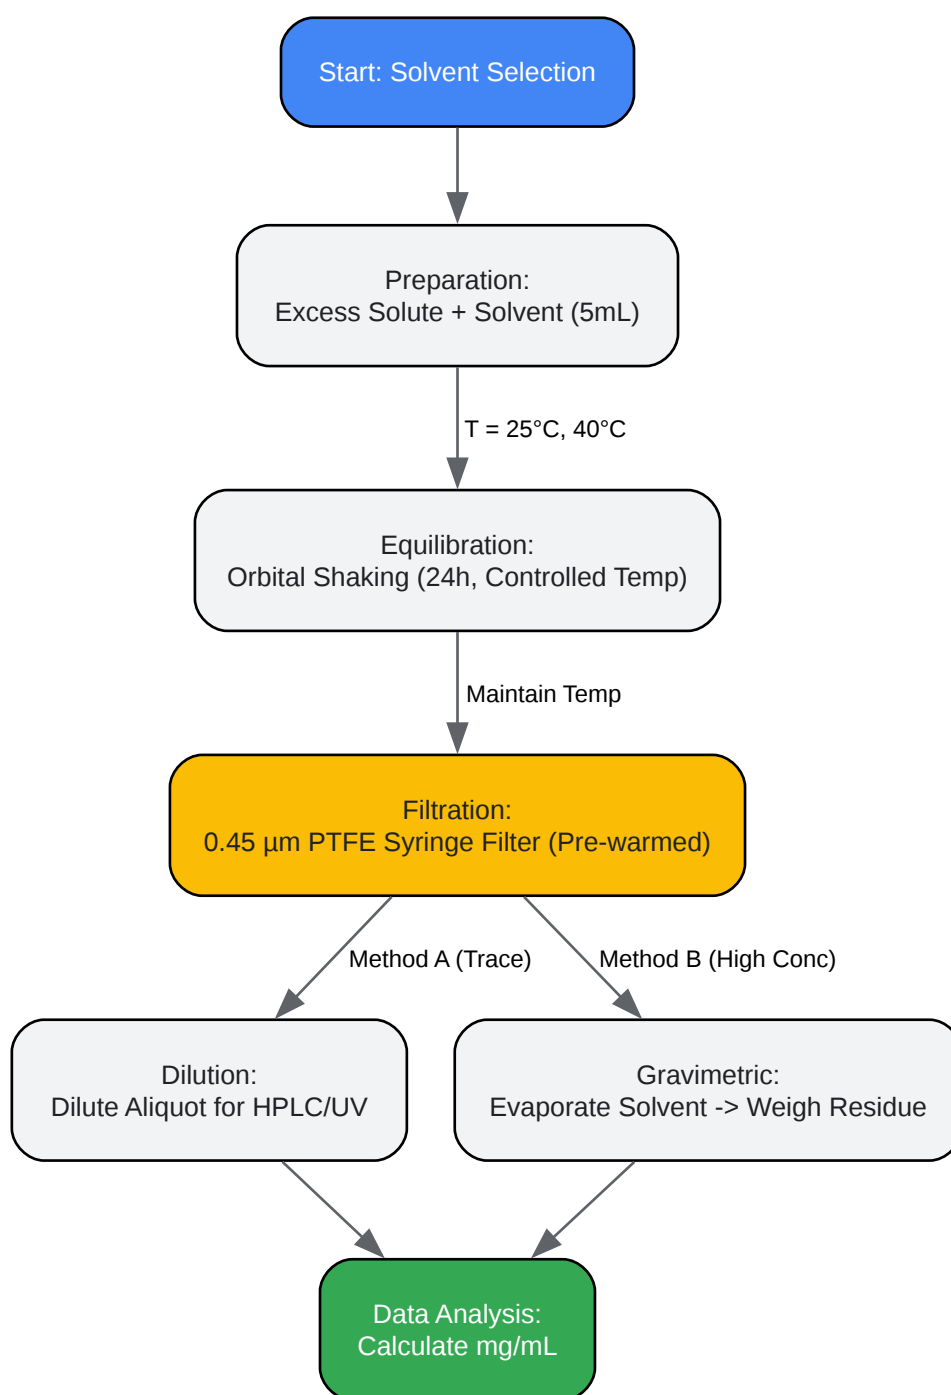 Start: Solvent Selection
Preparation:
Excess Solute + Solvent (5mL)
T = 25°C, 40°C
Equilibration:
Orbital Shaking (24h, Controlled Temp)
Maintain Temp
Filtration:
0.45 µm PTFE Syringe Filter (Pre-warmed)
Method A (Trace)
Method B (High Conc)
Dilution:
Dilute Aliquot for HPLC/UV
Gravimetric:
Evaporate Solvent -> Weigh Residue
Data Analysis:
Calculate mg/mL